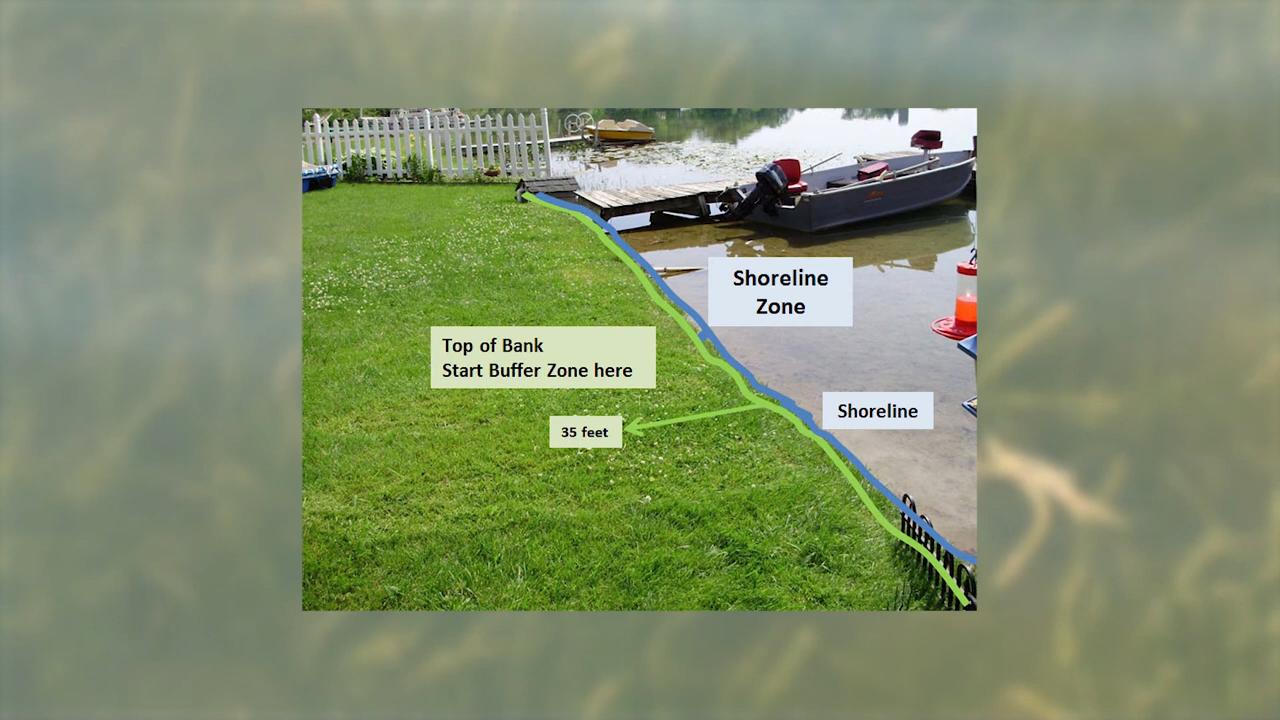 Shoreline
Zone
Top of Bank
Start Buffer Zone here
Shoreline
35 feet